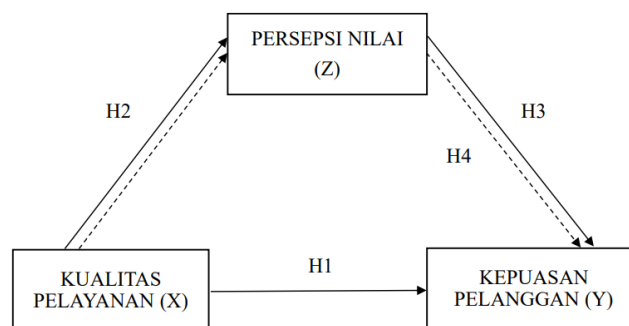 PERSEPSI NILAI
(Z)
H2
H3
H4
KUALITAS
PELAYANAN (X)
H1
KEPUASAN
PELANGGAN (Y)